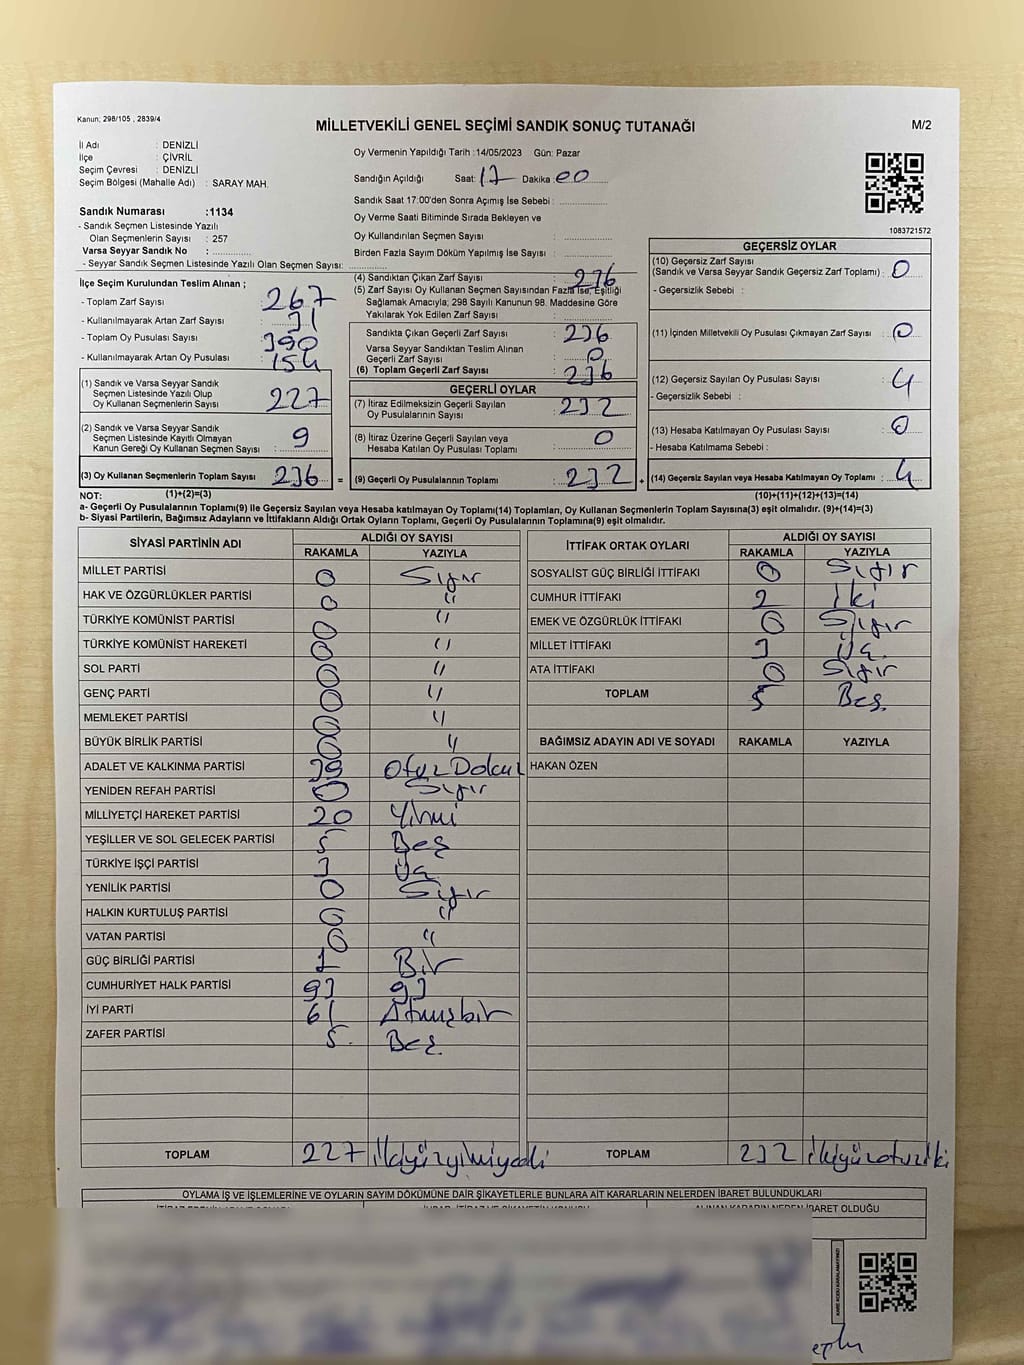 Kanun; 298/105 , 2839/4
MİLLETVEKİLİ GENEL SEÇİMİ SANDIK SONUÇ TUTANAĞI
M/2
İl Adı : DENİZLİ
İlçe : ÇİVRİL
Seçim Çevresi : DENİZLİ
Seçim Bölgesi (Mahalle Adı) : SARAY MAH.
Sandık Numarası :1134
- Sandık Seçmen Listesinde Yazılı
Olan Seçmenlerin Sayısı : 257
Varsa Seyyar Sandık No :
- Seyyar Sandık Seçmen Listesinde Yazılı Olan Seçmen Sayısı:
Oy Vermenin Yapıldığı Tarih :14/05/2023 Gün: Pazar
Sandığın Açıldığı Saat: 17 Dakika: 00
Sandık Saat 17:00'den Sonra Açımış İse Sebebi :
Oy Verme Saati Bitiminde Sırada Bekleyen ve
Oy Kullandırılan Seçmen Sayısı :
Birden Fazla Sayım Döküm Yapılmış İse Sayısı :
1083721572
İlçe Seçim Kurulundan Teslim Alınan ;
- Toplam Zarf Sayısı : 267
- Kullanılmayarak Artan Zarf Sayısı : 31
- Toplam Oy Pusulası Sayısı : 390
- Kullanılmayarak Artan Oy Pusulası : 154
(1) Sandık ve Varsa Seyyar Sandık
Seçmen Listesinde Yazılı Olup
Oy Kullanan Seçmenlerin Sayısı : 227
(2) Sandık ve Varsa Seyyar Sandık
Seçmen Listesinde Kayıtlı Olmayan
Kanun Gereği Oy Kullanan Seçmen Sayısı : 9
(3) Oy Kullanan Seçmenlerin Toplam Sayısı : 236 =
(4) Sandıktan Çıkan Zarf Sayısı : 236
(5) Zarf Sayısı Oy Kullanan Seçmen Sayısından Fazla İse, Eşitliği
Sağlamak Amacıyla; 298 Sayılı Kanunun 98. Maddesine Göre
Yakılarak Yok Edilen Zarf Sayısı :
Sandıkta Çıkan Geçerli Zarf Sayısı : 236
Varsa Seyyar Sandıktan Teslim Alınan
Geçerli Zarf Sayısı : 0
(6) Toplam Geçerli Zarf Sayısı : 236
GEÇERLİ OYLAR
(7) İtiraz Edilmeksizin Geçerli Sayılan
Oy Pusulalarının Sayısı : 232
(8) İtiraz Üzerine Geçerli Sayılan veya
Hesaba Katılan Oy Pusulası Toplamı : 0
(9) Geçerli Oy Pusulalarının Toplamı : 232 +
GEÇERSİZ OYLAR
(10) Geçersiz Zarf Sayısı
(Sandık ve Varsa Seyyar Sandık Geçersiz Zarf Toplamı) : 0
- Geçersizlik Sebebi :
(11) İçinden Milletvekili Oy Pusulası Çıkmayan Zarf Sayısı : 0
(12) Geçersiz Sayılan Oy Pusulası Sayısı : 4
- Geçersizlik Sebebi :
(13) Hesaba Katılmayan Oy Pusulası Sayısı : 0
- Hesaba Katılmama Sebebi :
(14) Geçersiz Sayılan veya Hesaba Katılmayan Oy Toplamı : 4
NOT: (1)+(2)=(3) (10)+(11)+(12)+(13)=(14)
a- Geçerli Oy Pusulasının Toplamı(9) ile Geçersiz Sayılan veya Hesaba katılmayan Oy Toplamı(14) Toplamları, Oy Kullanan Seçmenlerin Toplam Sayısına(3) eşit olmalıdır. (9)+(14)=(3)
b- Siyasi Partilerin, Bağımsız Adayların ve İttifakların Aldığı Ortak Oyların Toplamı, Geçerli Oy Pusulalarının Toplamına(9) eşit olmalıdır.
SİYASİ PARTİNİN ADI ALDIĞI OY SAYISI
RAKAMLA YAZIYLA
MİLLET PARTİSİ 0 Sıfır
HAK VE ÖZGÜRLÜKLER PARTİSİ 0 "
TÜRKİYE KOMÜNİST PARTİSİ 0 "
TÜRKİYE KOMÜNİST HAREKETİ 0 "
SOL PARTİ 0 "
GENÇ PARTİ 0 "
MEMLEKET PARTİSİ 0 "
BÜYÜK BİRLİK PARTİSİ 0 "
ADALET VE KALKINMA PARTİSİ 39 Otuz Dokuz
YENİDEN REFAH PARTİSİ 0 Sıfır
MİLLİYETÇİ HAREKET PARTİSİ 20 Yirmi
YEŞİLLER VE SOL GELECEK PARTİSİ 5 Beş
TÜRKİYE İŞÇİ PARTİSİ 3 Üç
YENİLİK PARTİSİ 0 Sıfır
HALKIN KURTULUŞ PARTİSİ 0 "
VATAN PARTİSİ 0 "
GÜÇ BİRLİĞİ PARTİSİ 1 Bir
CUMHURİYET HALK PARTİSİ 93 93
İYİ PARTİ 61 Atmışbir
ZAFER PARTİSİ 5 Beş
TOPLAM 227 ikiyüzyirmiyedi
İTTİFAK ORTAK OYLARI ALDIĞI OY SAYISI
RAKAMLA YAZIYLA
SOSYALİST GÜÇ BİRLİĞİ İTTİFAKI 0 Sıfır
CUMHUR İTTİFAKI 2 İki
EMEK VE ÖZGÜRLÜK İTTİFAKI 0 Sıfır
MİLLET İTTİFAKI 3 Üç.
ATA İTTİFAKI 0 Sıfır
TOPLAM 5 Beş.
BAĞIMSIZ ADAYIN ADI VE SOYADI RAKAMLA YAZIYLA
HAKAN ÖZEN
TOPLAM 232 ikiyüzotuziki
OYLAMA İŞ VE İŞLEMLERİNE VE OYLARIN SAYIM DÖKÜMÜNE DAİR ŞİKAYETLERLE BUNLARA AİT KARARLARIN NELERDEN İBARET BULUNDUKLARI